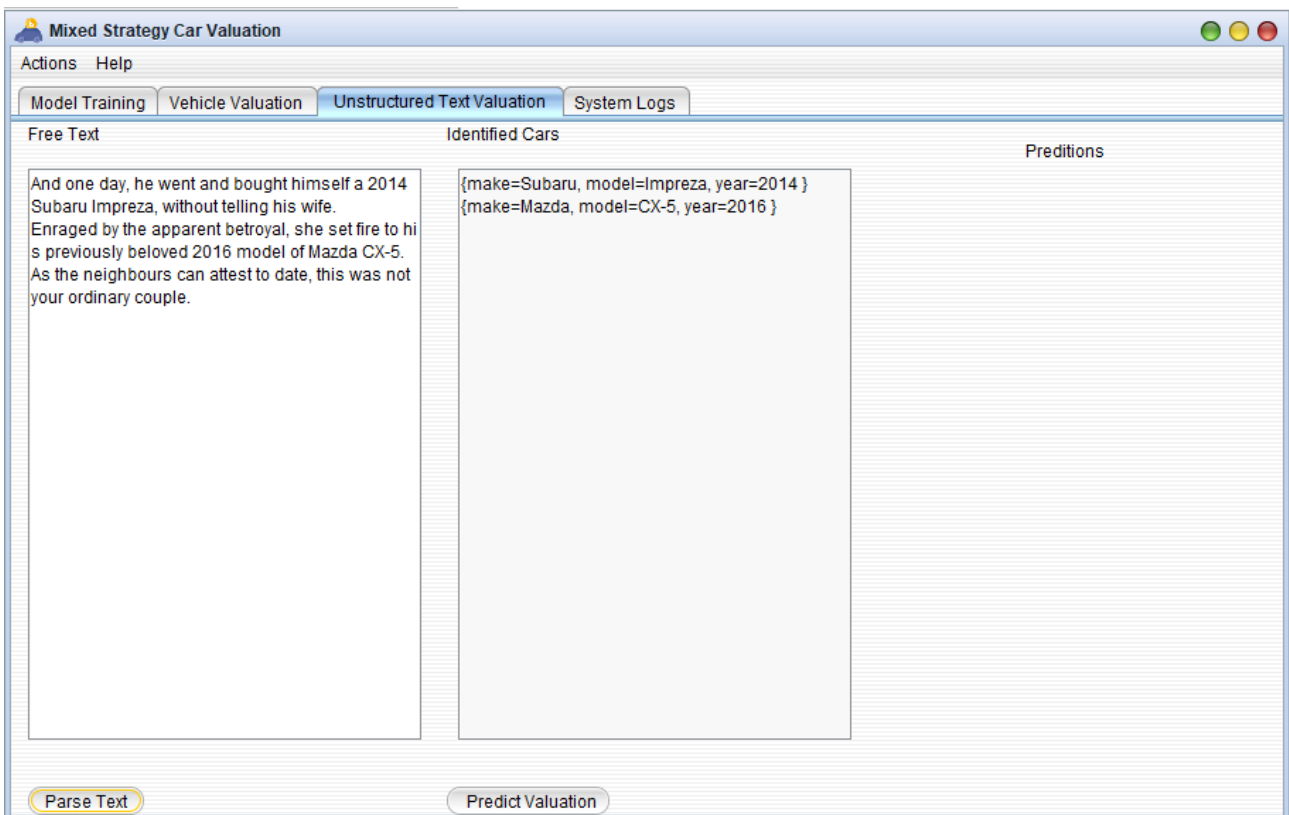 Mixed Strategy Car Valuation
Actions Help
Model Training Vehicle Valuation Unstructured Text Valuation System Logs
Free Text
Identified Cars
Preditions
And one day, he went and bought himself a 2014
Subaru Impreza, without telling his wife.
Enraged by the apparent betroyal, she set fire to hi
s previously beloved 2016 model of Mazda CX-5.
As the neighbours can attest to date, this was not
your ordinary couple.
{make=Subaru, model=Impreza, year=2014 }
{make=Mazda, model=CX-5, year=2016 }
Parse Text
Predict Valuation